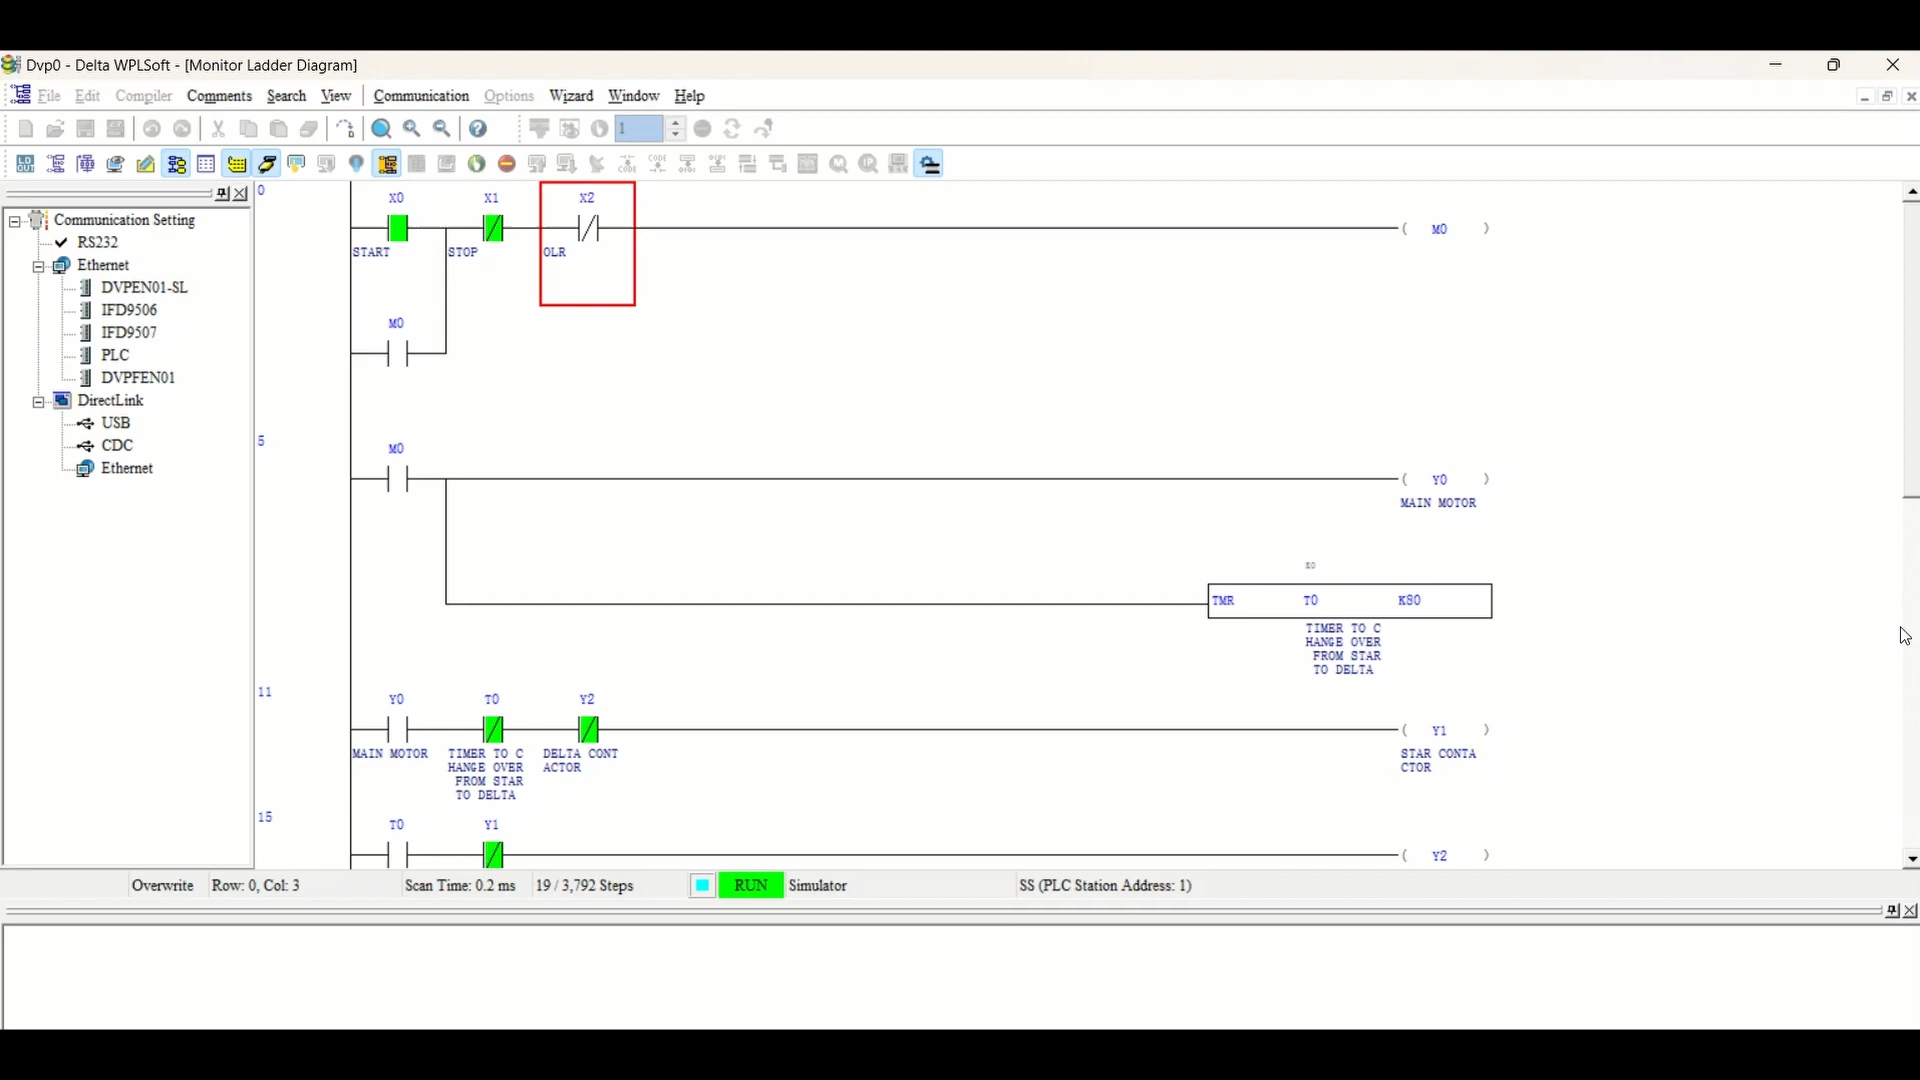 Dvp0 - Delta WPLSoft - [Monitor Ladder Diagram]
File Edit Compiler Comments Search View Communication Options Wizard Window Help
1
Communication Setting
RS232
Ethernet
DVPEN01-SL
IFD9506
IFD9507
PLC
DVPFEN01
DirectLink
USB
CDC
Ethernet
0
X0 X1 X2
M0
START STOP OLR
M0
5
M0
Y0
MAIN MOTOR
K0
TMR T0 K80
TIMER TO C
HANGE OVER
FROM STAR
TO DELTA
11
Y0 T0 Y2
Y1
MAIN MOTOR TIMER TO C DELTA CONT STAR CONTA
HANGE OVER ACTOR CTOR
FROM STAR
TO DELTA
15
T0 Y1
Y2
Overwrite Row: 0, Col: 3 Scan Time: 0.2 ms 19 / 3,792 Steps RUN Simulator SS (PLC Station Address: 1)